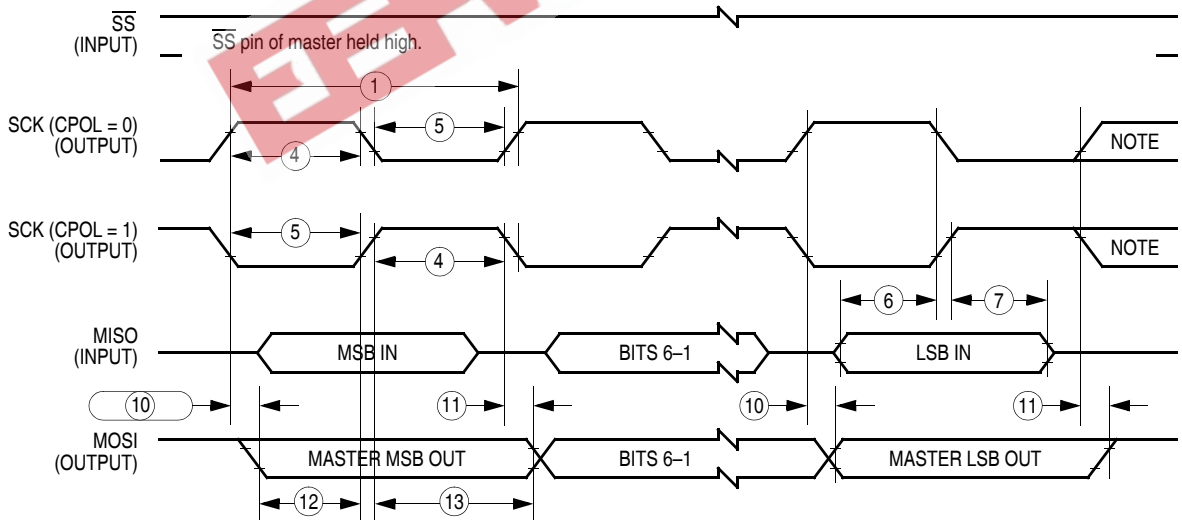 SS
(INPUT)
SS pin of master held high.
1
SCK (CPOL = 0)
(OUTPUT)
5
4
NOTE
SCK (CPOL = 1)
(OUTPUT)
5
4
NOTE
6
7
MISO
(INPUT)
MSB IN
BITS 6–1
LSB IN
10
11
10
11
MOSI
(OUTPUT)
MASTER MSB OUT
BITS 6–1
MASTER LSB OUT
12
13